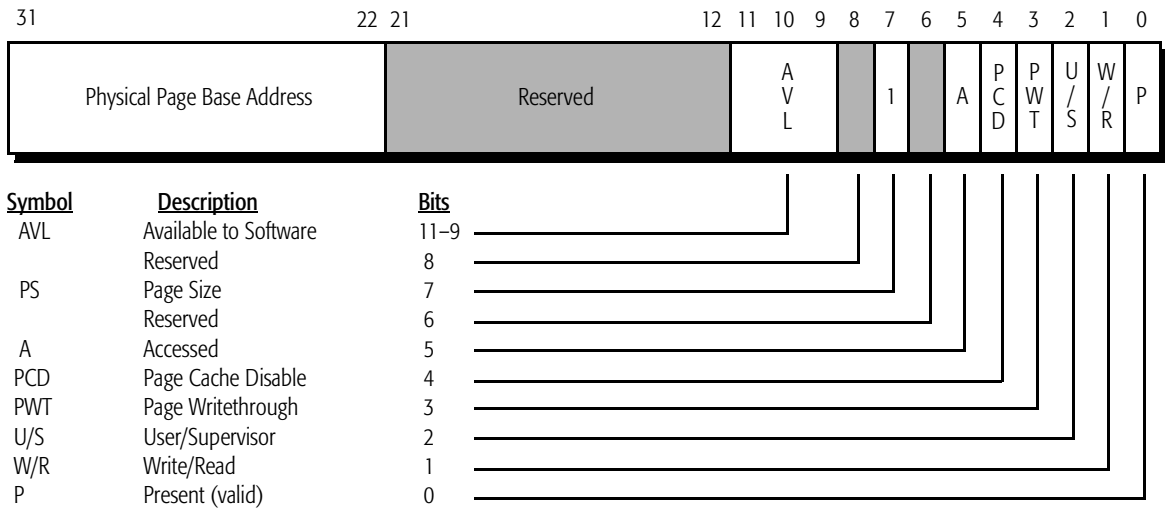 31 22 21 12 11 10 9 8 7 6 5 4 3 2 1 0
Physical Page Base Address Reserved AVL 1 A PCD PWT U/S W/R P
Symbol Description Bits
AVL Available to Software 11–9
Reserved 8
PS Page Size 7
Reserved 6
A Accessed 5
PCD Page Cache Disable 4
PWT Page Writethrough 3
U/S User/Supervisor 2
W/R Write/Read 1
P Present (valid) 0